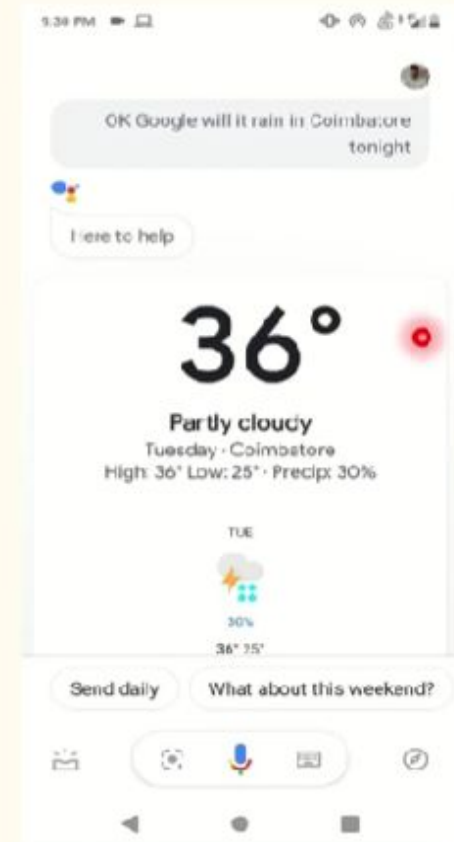 5:30 PM
OK Google will it rain in Coimbatore
tonight
Here to help
36°
Partly cloudy
Tuesday · Coimbatore
High: 36° Low: 25° · Precip: 30%
TUE
30%
36° 25°
Send daily
What about this weekend?